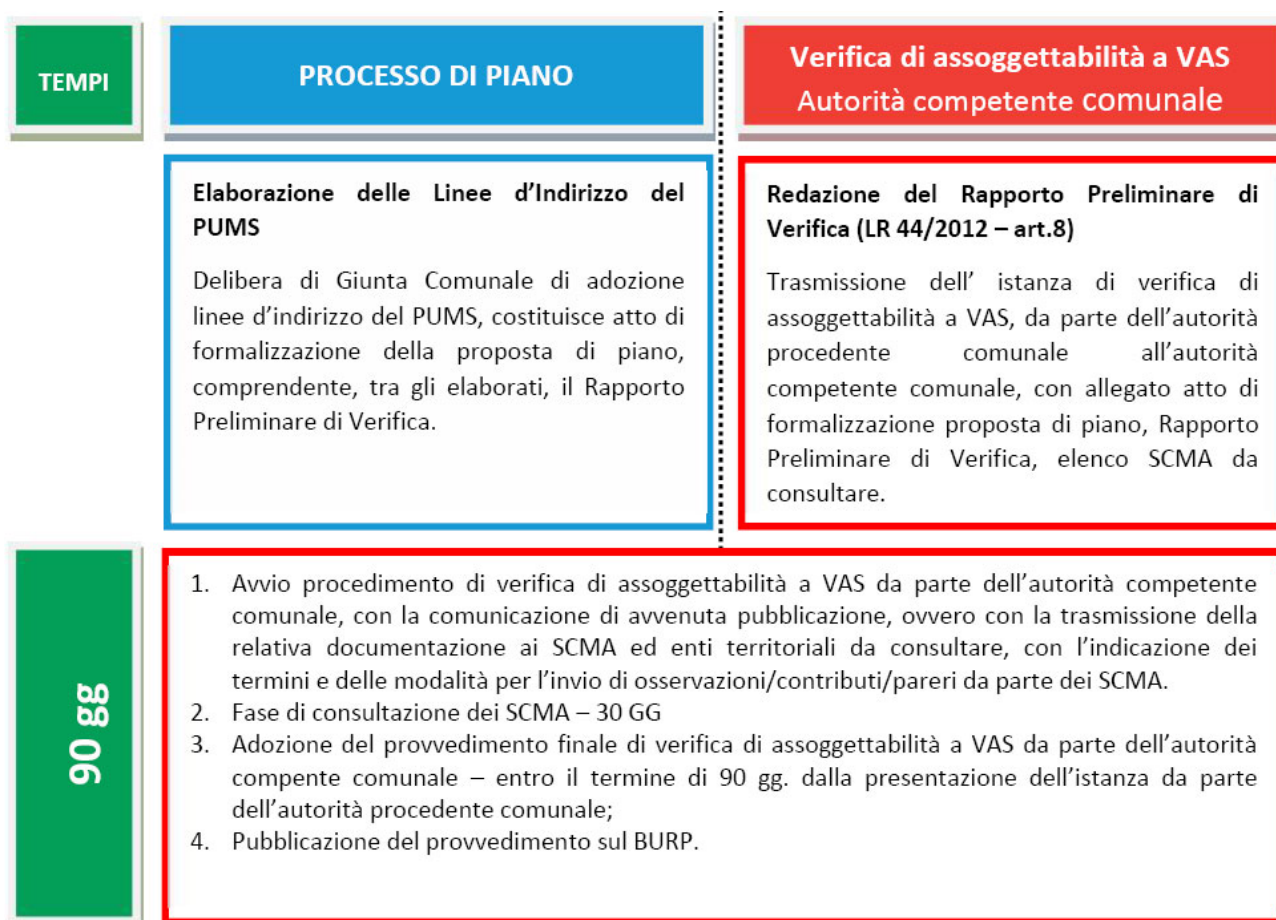 TEMPI
PROCESSO DI PIANO
Verifica di assoggettabilità a VAS
Autorità competente comunale
Elaborazione delle Linee d'Indirizzo del
PUMS
Delibera di Giunta Comunale di adozione
linee d'indirizzo del PUMS, costituisce atto di
formalizzazione della proposta di piano,
comprendente, tra gli elaborati, il Rapporto
Preliminare di Verifica.
Redazione del Rapporto Preliminare di
Verifica (LR 44/2012 – art.8)
Trasmissione dell' istanza di verifica di
assoggettabilità a VAS, da parte dell'autorità
procedente comunale all'autorità
competente comunale, con allegato atto di
formalizzazione proposta di piano, Rapporto
Preliminare di Verifica, elenco SCMA da
consultare.
90 gg
1. Avvio procedimento di verifica di assoggettabilità a VAS da parte dell'autorità competente
comunale, con la comunicazione di avvenuta pubblicazione, ovvero con la trasmissione della
relativa documentazione ai SCMA ed enti territoriali da consultare, con l'indicazione dei
termini e delle modalità per l'invio di osservazioni/contributi/pareri da parte dei SCMA.
2. Fase di consultazione dei SCMA – 30 GG
3. Adozione del provvedimento finale di verifica di assoggettabilità a VAS da parte dell'autorità
compente comunale – entro il termine di 90 gg. dalla presentazione dell'istanza da parte
dell'autorità procedente comunale;
4. Pubblicazione del provvedimento sul BURP.